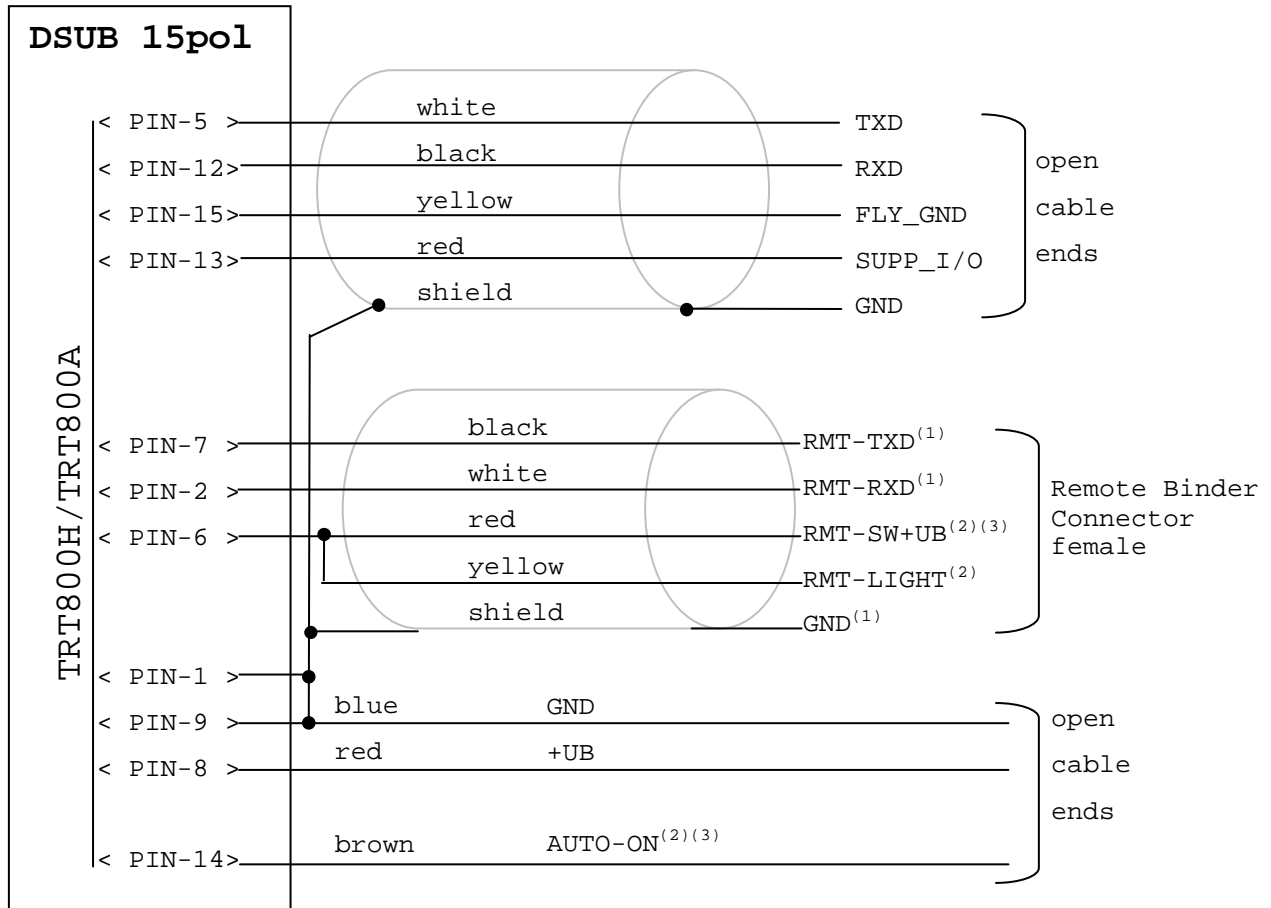 DSUB 15pol
TRT800H/TRT800A
< PIN-5 > white TXD
< PIN-12> black RXD
< PIN-15> yellow FLY_GND
< PIN-13> red SUPP_I/O
shield GND
open
cable
ends
< PIN-7 > black RMT-TXD(1)
< PIN-2 > white RMT-RXD(1)
< PIN-6 > red RMT-SW+UB(2)(3)
yellow RMT-LIGHT(2)
shield GND(1)
Remote Binder
Connector
female
< PIN-1 >
< PIN-9 > blue GND
< PIN-8 > red +UB
< PIN-14> brown AUTO-ON(2)(3)
open
cable
ends